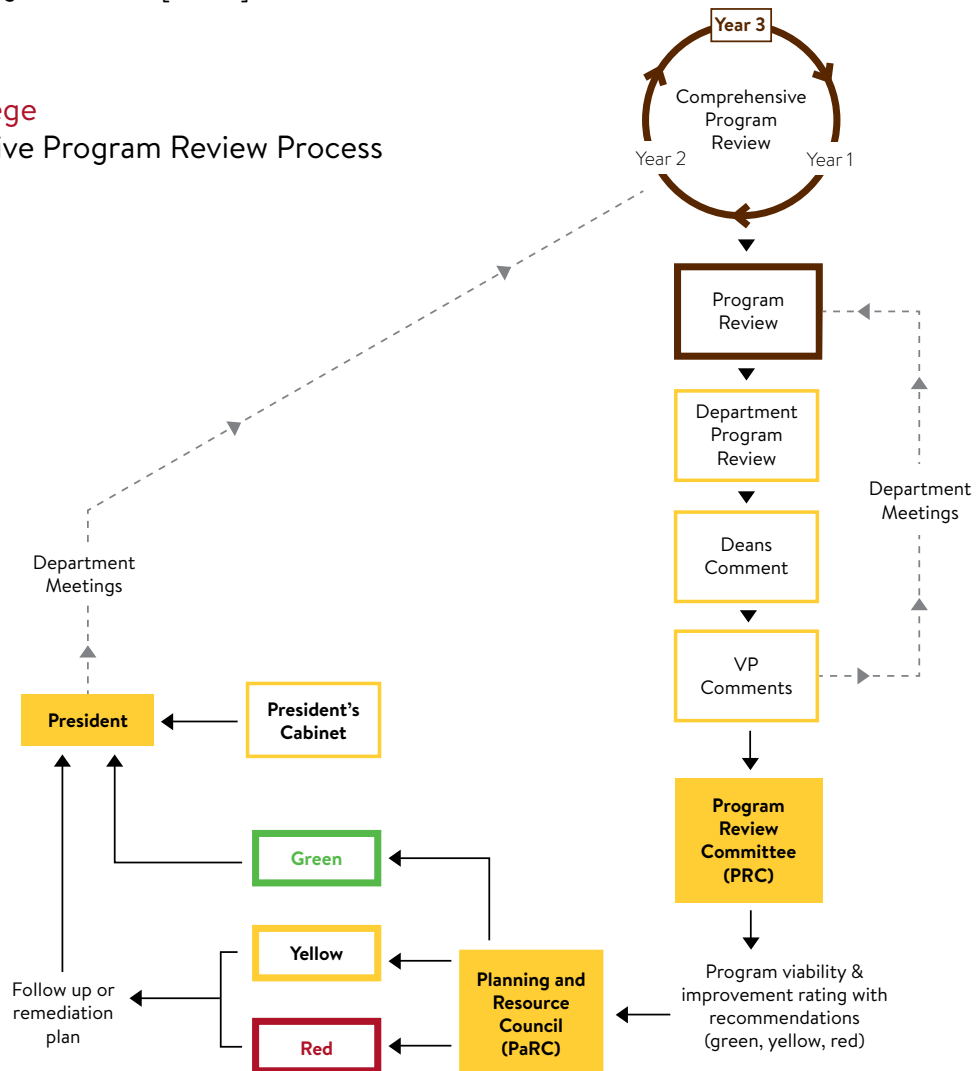 ege
ive Program Review Process
Year 3
Comprehensive
Program
Review
Year 2
Year 1
Program
Review
Department
Program
Review
Department
Meetings
Deans
Comment
Department
Meetings
VP
Comments
President
President's
Cabinet
Program
Review
Committee
(PRC)
Green
Yellow
Red
Follow up or
remediation
plan
Planning and
Resource
Council
(PaRC)
Program viability &
improvement rating with
recommendations
(green, yellow, red)